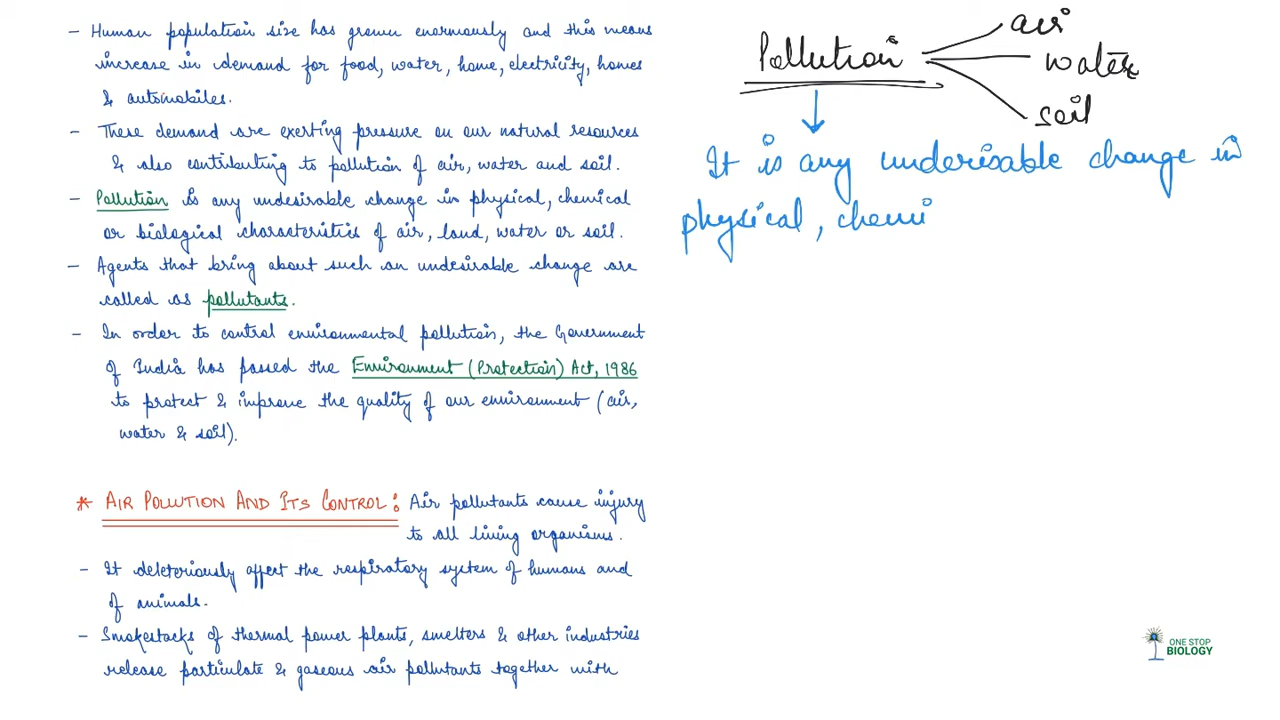 - Human population size has grown enormously and this means
increase in demand for food, water, home, electricity, homes
& automobiles.
- These demand are exerting pressure on our natural resources
& also contributing to pollution of air, water and soil.
- Pollution is any undesirable change in physical, chemical
or biological characteristics of air, land, water or soil.
- Agents that bring about such an undesirable change are
called as pollutants.
- In order to control environmental pollution, the Government
of India has passed the Environment (Protection) Act, 1986
to protect & improve the quality of our environment (air,
water & soil).
* AIR POLLUTION AND ITS CONTROL: Air pollutants cause injury
to all living organisms.
- It deleteriously affect the respiratory system of humans and
of animals.
- Smokestacks of thermal power plants, smelters & other industries
release particulate & gaseous air pollutants together with
Pollution
air
water
soil
It is any underisable change in
physical, chemi
ONE STOP
BIOLOGY